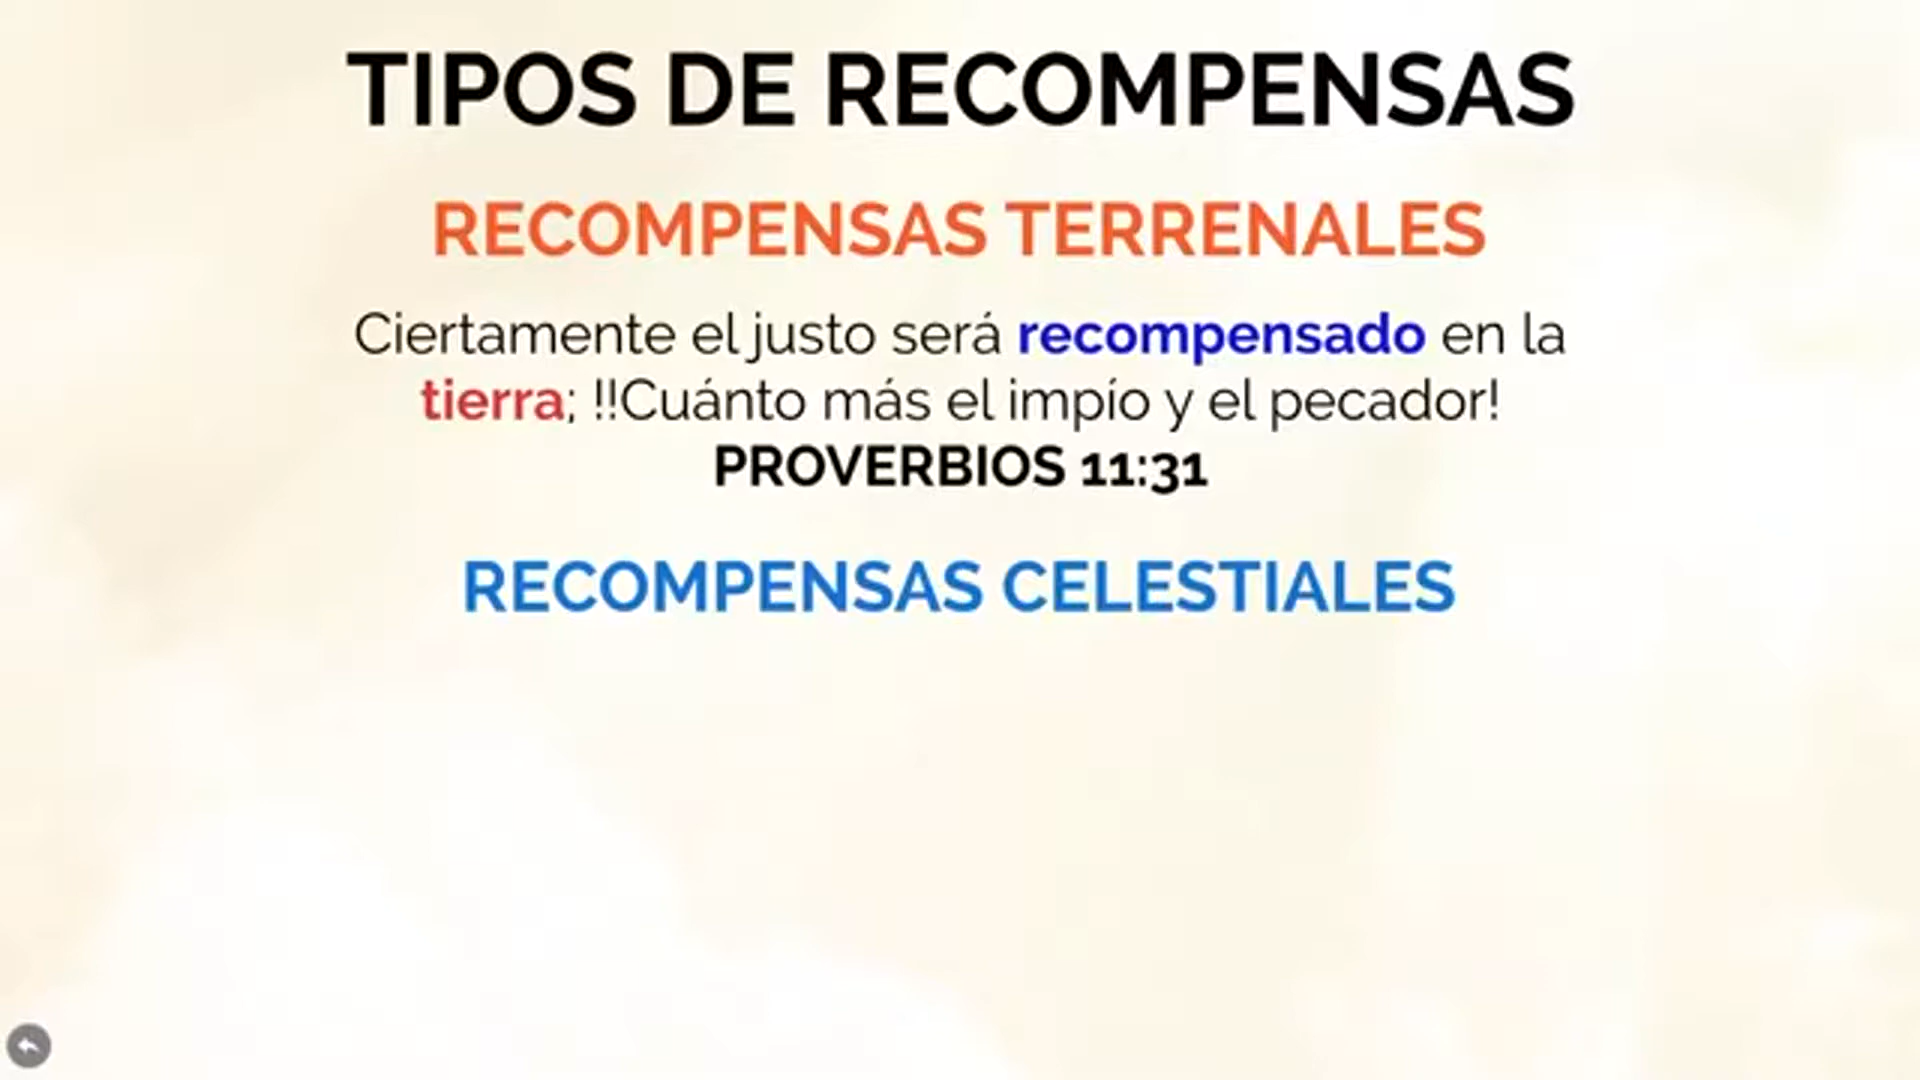 TIPOS DE RECOMPENSAS
RECOMPENSAS TERRENALES
Ciertamente el justo será recompensado en la
tierra; !!Cuánto más el impío y el pecador!
PROVERBIOS 11:31
RECOMPENSAS CELESTIALES